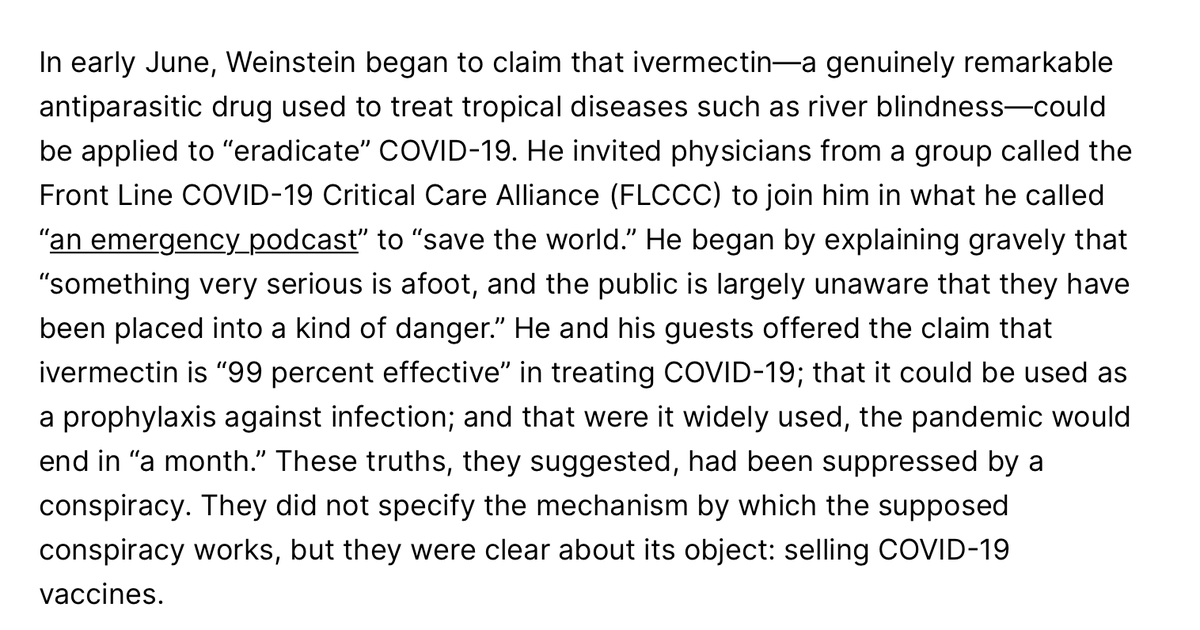 In early June, Weinstein began to claim that ivermectin—a genuinely remarkable
antiparasitic drug used to treat tropical diseases such as river blindness—could
be applied to “eradicate” COVID-19. He invited physicians from a group called the
Front Line COVID-19 Critical Care Alliance (FLCCC) to join him in what he called
“an emergency podcast” to “save the world.” He began by explaining gravely that
“something very serious is afoot, and the public is largely unaware that they have
been placed into a kind of danger.” He and his guests offered the claim that
ivermectin is “99 percent effective” in treating COVID-19; that it could be used as
a prophylaxis against infection; and that were it widely used, the pandemic would
end in “a month.” These truths, they suggested, had been suppressed by a
conspiracy. They did not specify the mechanism by which the supposed
conspiracy works, but they were clear about its object: selling COVID-19
vaccines.